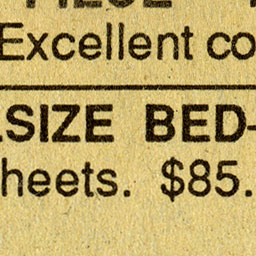 Excellent co
SIZE BED-
heets. $85.